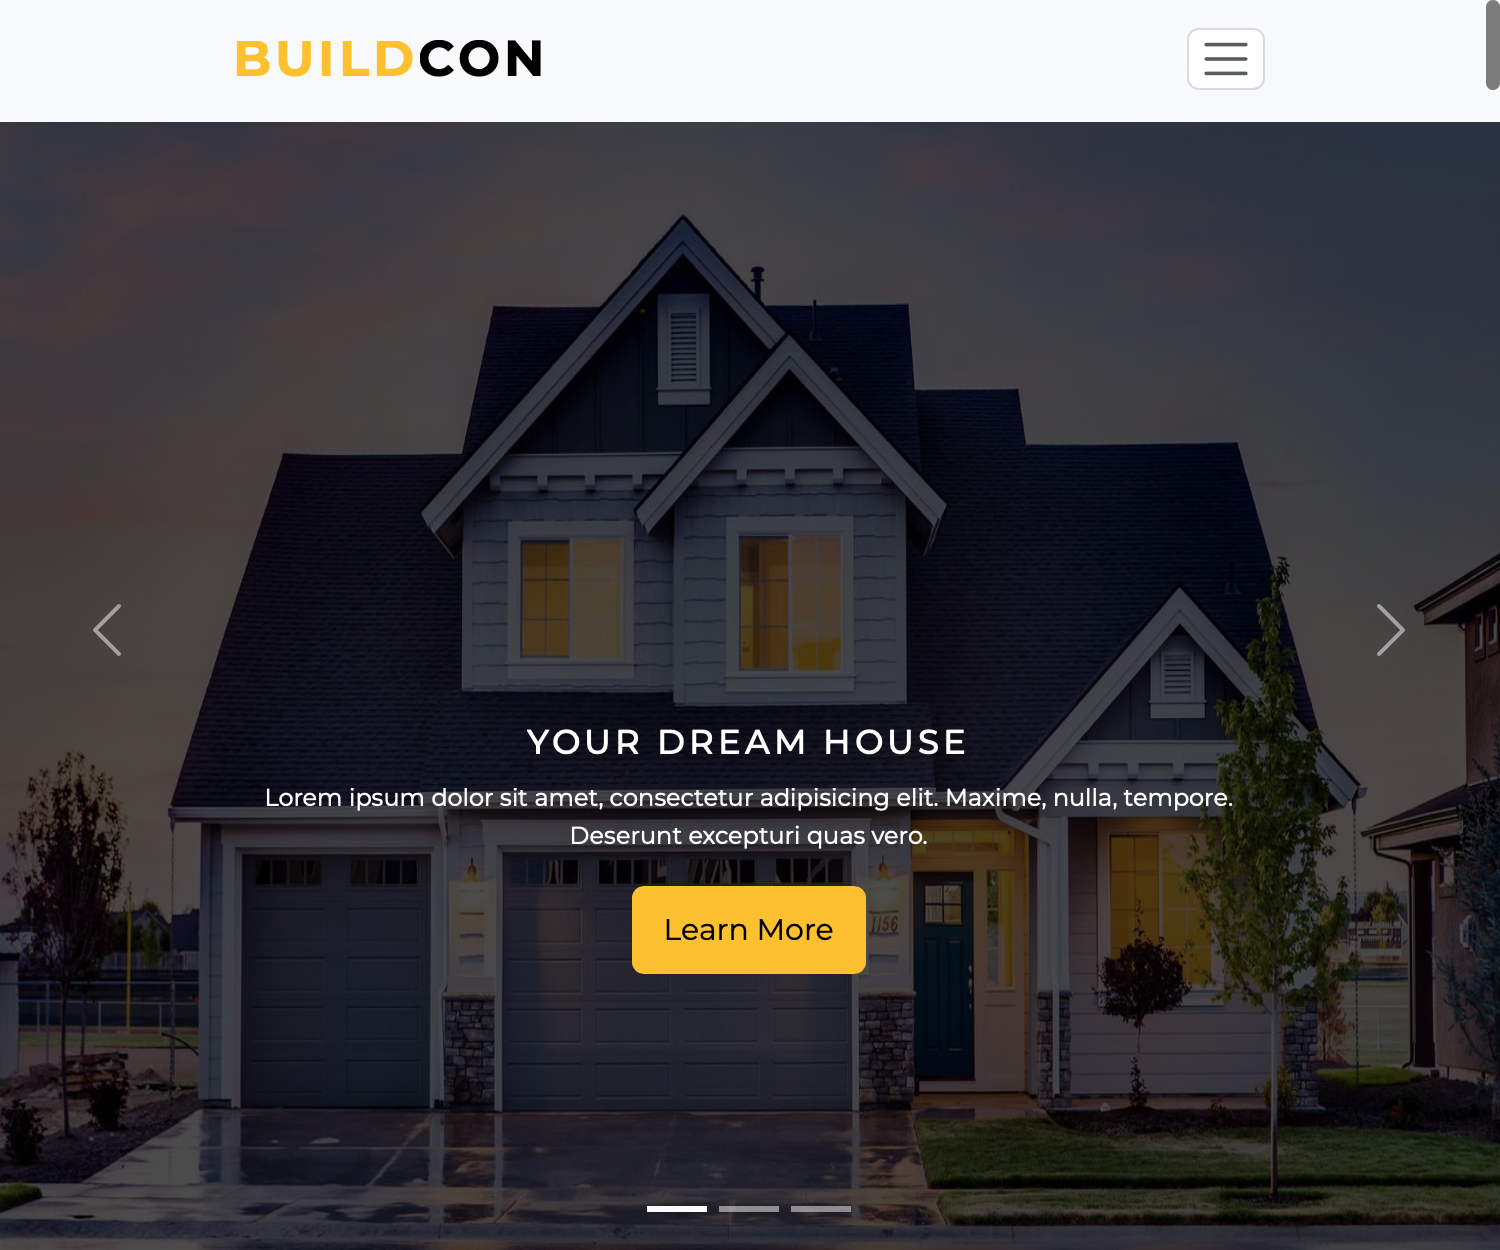 BUILDCON
YOUR DREAM HOUSE
Lorem ipsum dolor sit amet, consectetur adipisicing elit. Maxime, nulla, tempore.
Deserunt excepturi quas vero.
Learn More
1156